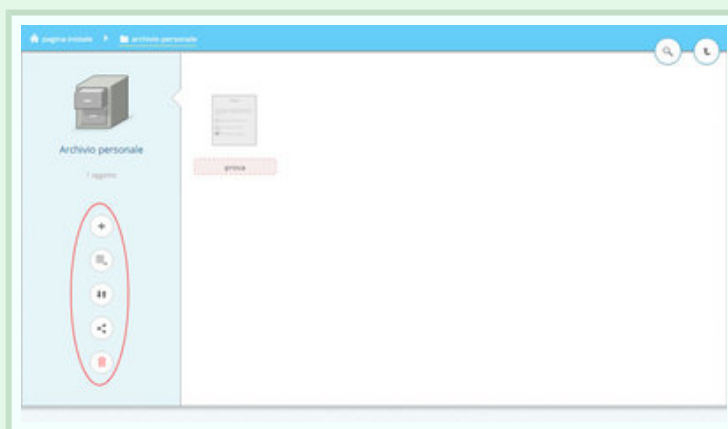 pagina iniziale archivio personale
Archivio personale
1 oggetto
prova